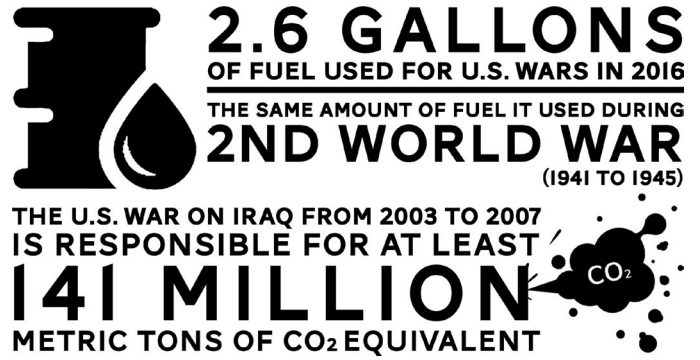 2.6 GALLONS
OF FUEL USED FOR U.S. WARS IN 2016
THE SAME AMOUNT OF FUEL IT USED DURING
2ND WORLD WAR
(1941 TO 1945)
THE U.S. WAR ON IRAQ FROM 2003 TO 2007
IS RESPONSIBLE FOR AT LEAST
141 MILLION
METRIC TONS OF CO₂ EQUIVALENT
CO₂